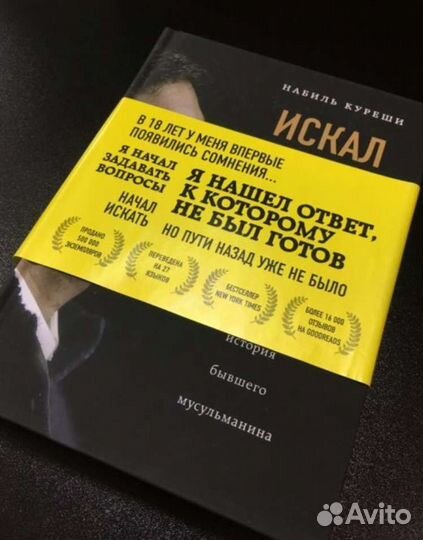 НАБИЛЬ КУРЕШИ
ИСКАЛ
В 18 ЛЕТ У МЕНЯ ВПЕРВЫЕ
ПОЯВИЛИСЬ СОМНЕНИЯ...
Я НАЧАЛ
ЗАДАВАТЬ
ВОПРОСЫ
НАЧАЛ
ИСКАТЬ
Я НАШЕЛ ОТВЕТ,
К КОТОРОМУ
НЕ БЫЛ ГОТОВ
НО ПУТИ НАЗАД УЖЕ НЕ БЫЛО
ПРОДАНО
500 000
ЭКЗЕМПЛЯРОВ
ПЕРЕВЕДЕНА
НА 27
ЯЗЫКОВ
БЕСТСЕЛЛЕР
NEW YORK TIMES
БОЛЕЕ 16 000
ОТЗЫВОВ
НА GOODREADS
история
бывшего
мусульманина
Avito